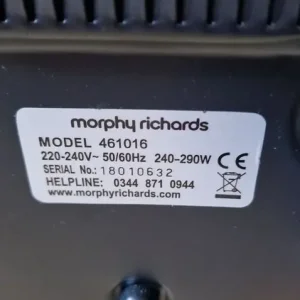 morphy richards
MODEL 461016
220-240V~ 50/60Hz 240-290W CE
SERIAL No.: 18010632
HELPLINE: 0344 871 0944
www.morphyrichards.com